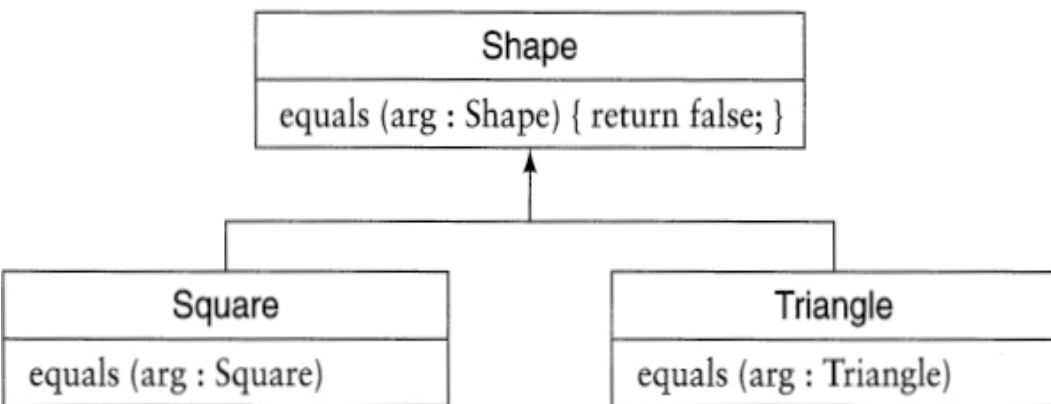 Shape
equals (arg : Shape) { return false; }
Square
Triangle
equals (arg : Square)
equals (arg : Triangle)